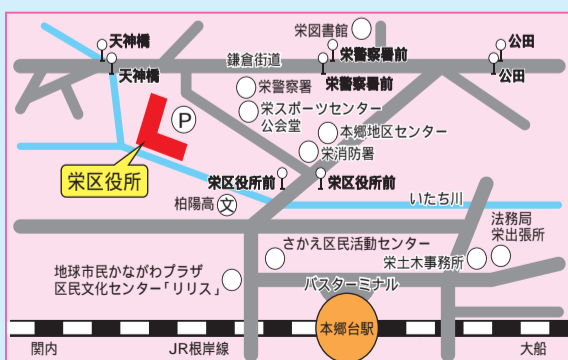 栄図書館
天神橋
天神橋
鎌倉街道
栄警察署前
栄警察署前
公田
公田
栄警察署
栄スポーツセンター
公会堂
P
本郷地区センター
栄消防署
栄区役所
栄区役所前
栄区役所前
いたち川
柏陽高
文
法務局
栄出張所
さかえ区民活動センター
栄土木事務所
地球市民かながわプラザ
区民文化センター「リリス」
バスターミナル
本郷台駅
関内
JR根岸線
大船